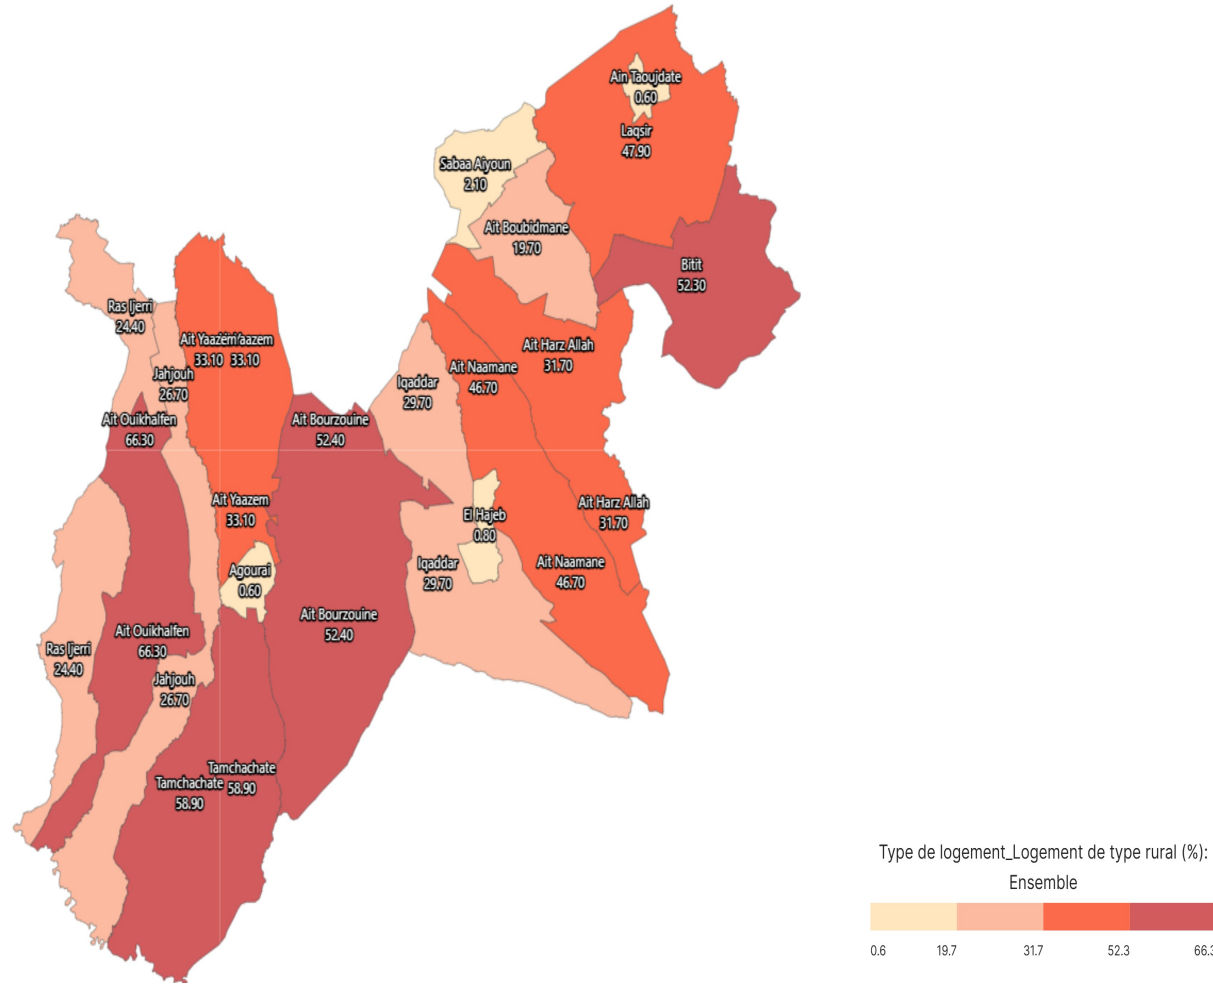 Ain Taoujdate
0.60
Laqsir
47.90
Sabaa Aiyoun
2.10
Ait Boubidmane
19.70
Bitit
52.30
Ras Ijerri
24.40
Ait Yaazem
33.10
Yaazem
33.10
Ait Harz Allah
31.70
Jahjouh
26.70
Ait Naamane
46.70
Iqaddar
29.70
Ait Ouikhalfen
66.30
Ait Bourzouine
52.40
Ait Yaazem
33.10
El Hajeb
0.80
Ait Harz Allah
31.70
Agourai
0.60
Iqaddar
29.70
Ait Naamane
46.70
Ait Bourzouine
52.40
Ait Ouikhalfen
66.30
Ras Ijerri
24.40
Jahjouh
26.70
Tamchachate
58.90
Tamchachate
58.90
Type de logement_Logement de type rural (%):
Ensemble
0.6 19.7 31.7 52.3 66.3